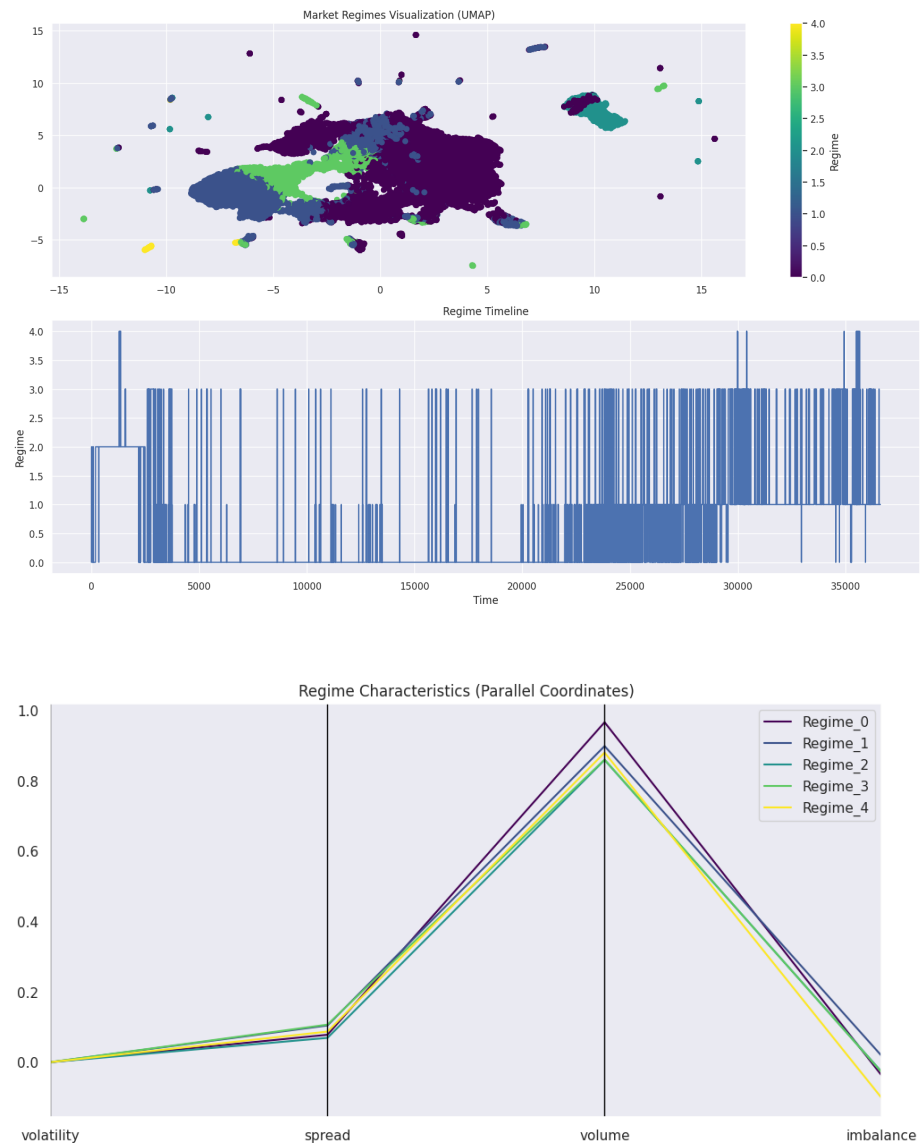 Market Regimes Visualization (UMAP)
15
10
5
0
−5
−15
−10
−5
0
5
10
15
4.0
3.5
3.0
2.5
2.0
1.5
1.0
0.5
0.0
Regime
Regime Timeline
4.0
3.5
3.0
2.5
2.0
1.5
1.0
0.5
0.0
Regime
0
5000
10000
15000
20000
25000
30000
35000
Time
Regime Characteristics (Parallel Coordinates)
1.0
0.8
0.6
0.4
0.2
0.0
Regime_0
Regime_1
Regime_2
Regime_3
Regime_4
volatility
spread
volume
imbalance